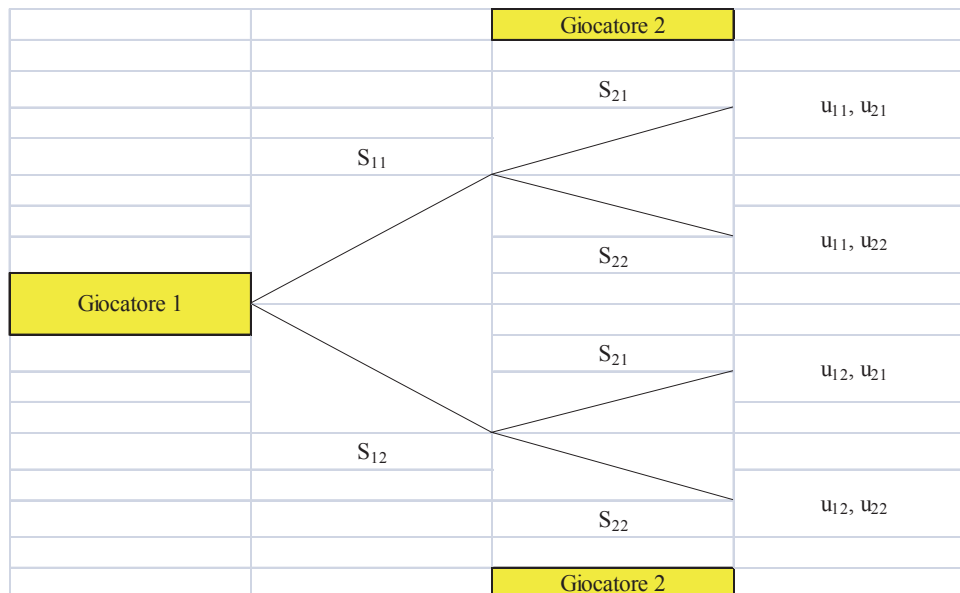 Giocatore 2
S₂₁
u₁₁, u₂₁
S₁₁
u₁₁, u₂₂
S₂₂
Giocatore 1
S₂₁
u₁₂, u₂₁
S₁₂
u₁₂, u₂₂
S₂₂
Giocatore 2